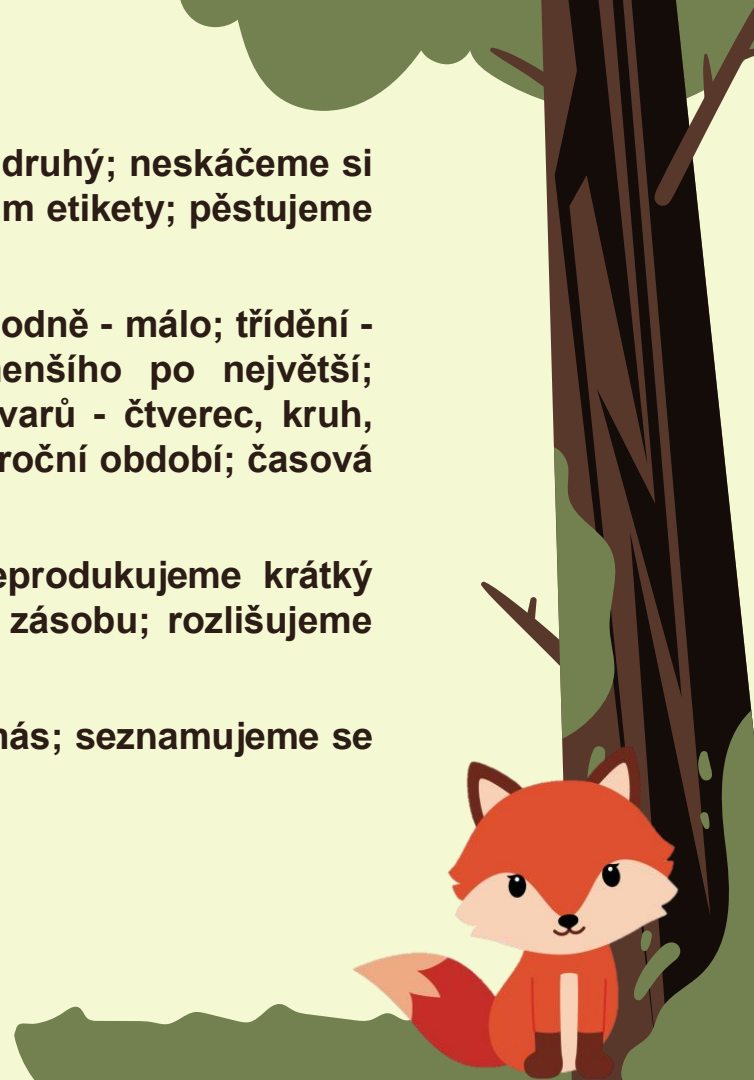 druhý; neskáčeme si
m etikety; pěstujeme
odně - málo; třídění -
enšího po největší;
varů - čtverec, kruh,
roční období; časová
eprodukujeme krátký
zásobu; rozlišujeme
nás; seznamujeme se